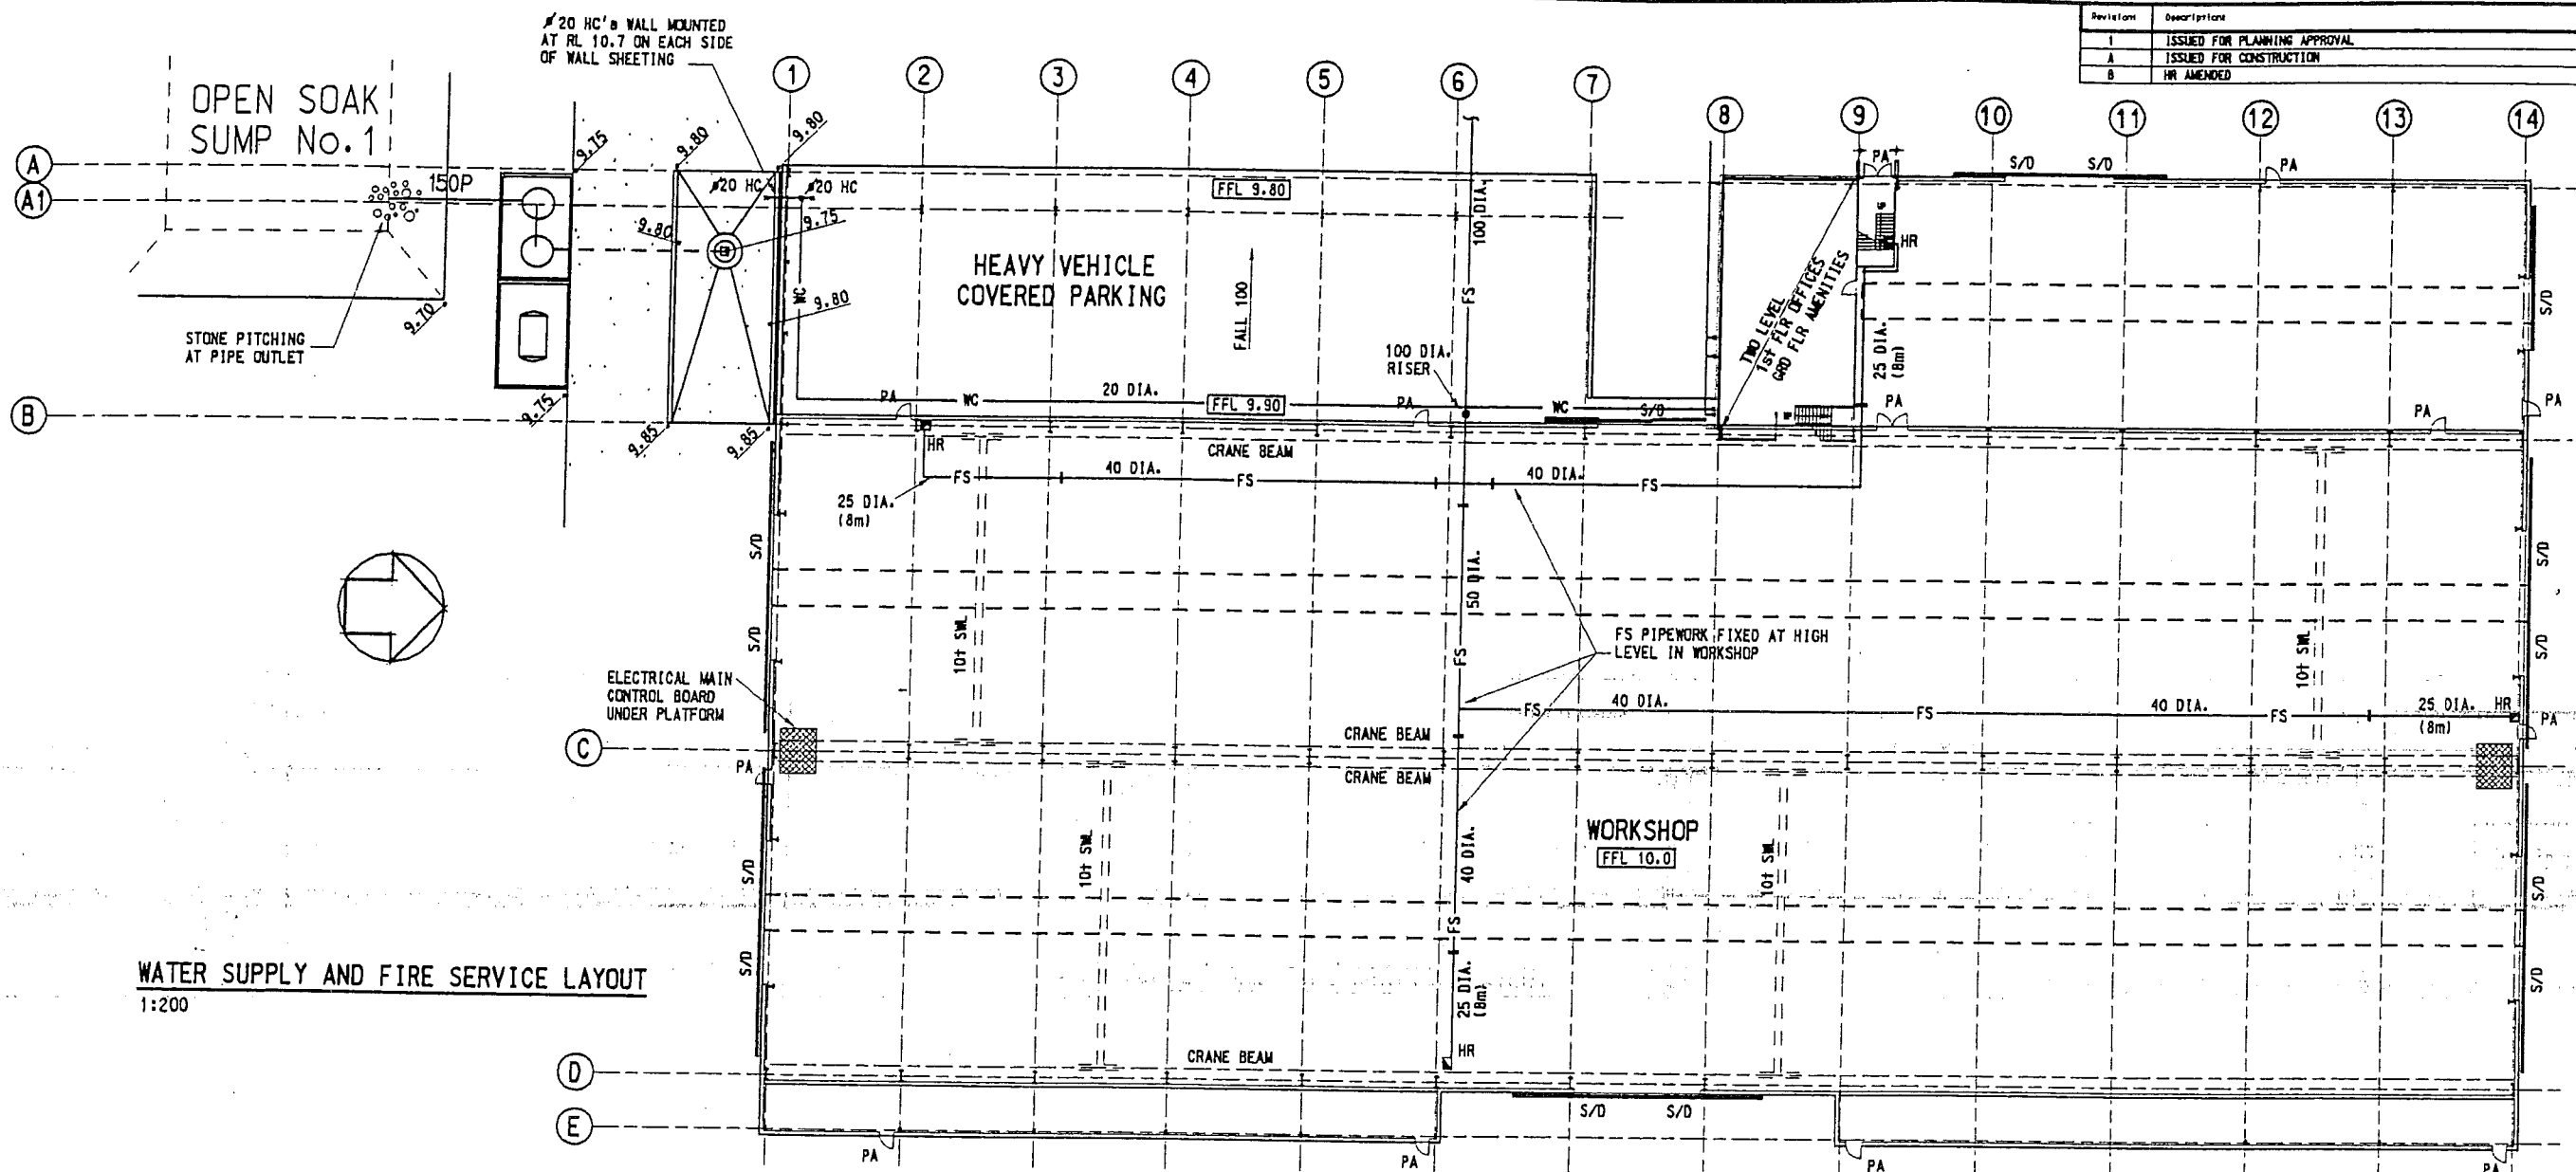 Revisions Descriptions
1 ISSUED FOR PLANNING APPROVAL
A ISSUED FOR CONSTRUCTION
B HR AMENDED
ø20 HC's WALL MOUNTED
AT RL 10.7 ON EACH SIDE
OF WALL SHEETING
1 2 3 4 5 6 7 8 9 10 11 12 13 14
OPEN SOAK
SUMP No.1
A
A1
B
C
D
E
150P
9.75
9.80
9.80
ø20 HC
ø20 HC
9.75
9.80
9.80
9.70
9.75
9.85
9.85
STONE PITCHING
AT PIPE OUTLET
WC
HEAVY VEHICLE
COVERED PARKING
FFL 9.80
FALL 100
100 DIA.
FS
100 DIA.
RISER
PA
WC
20 DIA.
FFL 9.90
PA
WC
S/D
TWO LEVEL
1st FLR OFFICES
GRD FLR AMENITIES
PA
UP
HR
25 DIA.
(8m)
UP
PA
S/D
S/D
PA
S/D
PA
PA
HR
CRANE BEAM
25 DIA.
(8m)
FS
40 DIA.
FS
40 DIA.
FS
50 DIA.
FS
S/D
S/D
10t SWL
10t SWL
S/D
S/D
FS PIPEWORK FIXED AT HIGH
LEVEL IN WORKSHOP
ELECTRICAL MAIN
CONTROL BOARD
UNDER PLATFORM
FS
40 DIA.
FS
40 DIA.
FS
25 DIA.
(8m)
HR
PA
PA
CRANE BEAM
CRANE BEAM
WORKSHOP
FFL 10.0
10t SWL
10t SWL
40 DIA.
FS
25 DIA.
(8m)
HR
S/D
S/D
S/D
S/D
CRANE BEAM
S/D
S/D
PA
PA
PA
PA
WATER SUPPLY AND FIRE SERVICE LAYOUT
1:200